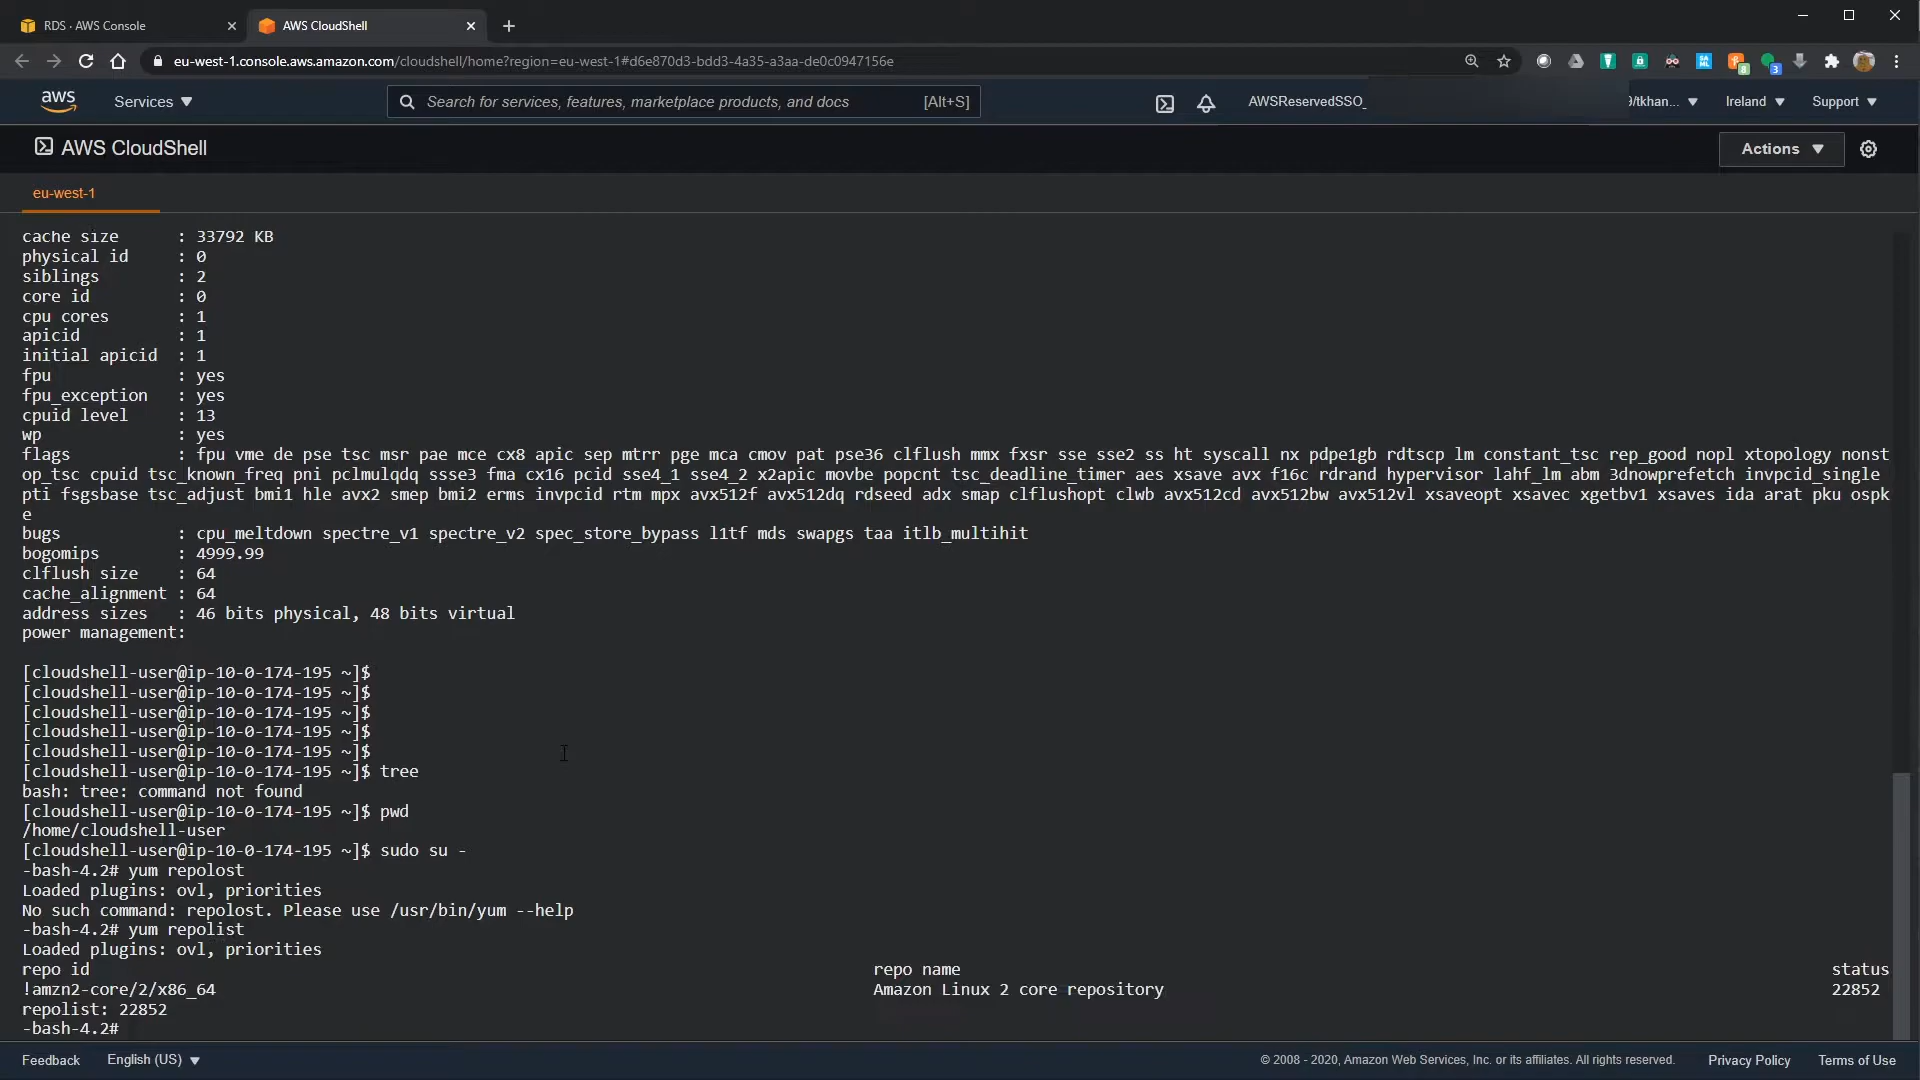 RDS · AWS Console
AWS CloudShell
eu-west-1.console.aws.amazon.com/cloudshell/home?region=eu-west-1#d6e870d3-bdd3-4a35-a3aa-de0c0947156e
aws
Services
Search for services, features, marketplace products, and docs [Alt+S]
AWSReservedSSO_
/tkhan...
Ireland
Support
AWS CloudShell
Actions
eu-west-1
cache size : 33792 KB
physical id : 0
siblings : 2
core id : 0
cpu cores : 1
apicid : 1
initial apicid : 1
fpu : yes
fpu_exception : yes
cpuid level : 13
wp : yes
flags : fpu vme de pse tsc msr pae mce cx8 apic sep mtrr pge mca cmov pat pse36 clflush mmx fxsr sse sse2 ss ht syscall nx pdpe1gb rdtscp lm constant_tsc rep_good nopl xtopology nonst
op_tsc cpuid tsc_known_freq pni pclmulqdq ssse3 fma cx16 pcid sse4_1 sse4_2 x2apic movbe popcnt tsc_deadline_timer aes xsave avx f16c rdrand hypervisor lahf_lm abm 3dnowprefetch invpcid_single
pti fsgsbase tsc_adjust bmi1 hle avx2 smep bmi2 erms invpcid rtm mpx avx512f avx512dq rdseed adx smap clflushopt clwb avx512cd avx512bw avx512vl xsaveopt xsavec xgetbv1 xsaves ida arat pku ospk
e
bugs : cpu_meltdown spectre_v1 spectre_v2 spec_store_bypass l1tf mds swapgs taa itlb_multihit
bogomips : 4999.99
clflush size : 64
cache_alignment : 64
address sizes : 46 bits physical, 48 bits virtual
power management:
[cloudshell-user@ip-10-0-174-195 ~]$
[cloudshell-user@ip-10-0-174-195 ~]$
[cloudshell-user@ip-10-0-174-195 ~]$
[cloudshell-user@ip-10-0-174-195 ~]$
[cloudshell-user@ip-10-0-174-195 ~]$
[cloudshell-user@ip-10-0-174-195 ~]$ tree
bash: tree: command not found
[cloudshell-user@ip-10-0-174-195 ~]$ pwd
/home/cloudshell-user
[cloudshell-user@ip-10-0-174-195 ~]$ sudo su -
-bash-4.2# yum repolost
Loaded plugins: ovl, priorities
No such command: repolost. Please use /usr/bin/yum --help
-bash-4.2# yum repolist
Loaded plugins: ovl, priorities
repo id repo name status
!amzn2-core/2/x86_64 Amazon Linux 2 core repository 22852
repolist: 22852
-bash-4.2#
Feedback
English (US)
© 2008 - 2020, Amazon Web Services, Inc. or its affiliates. All rights reserved.
Privacy Policy
Terms of Use